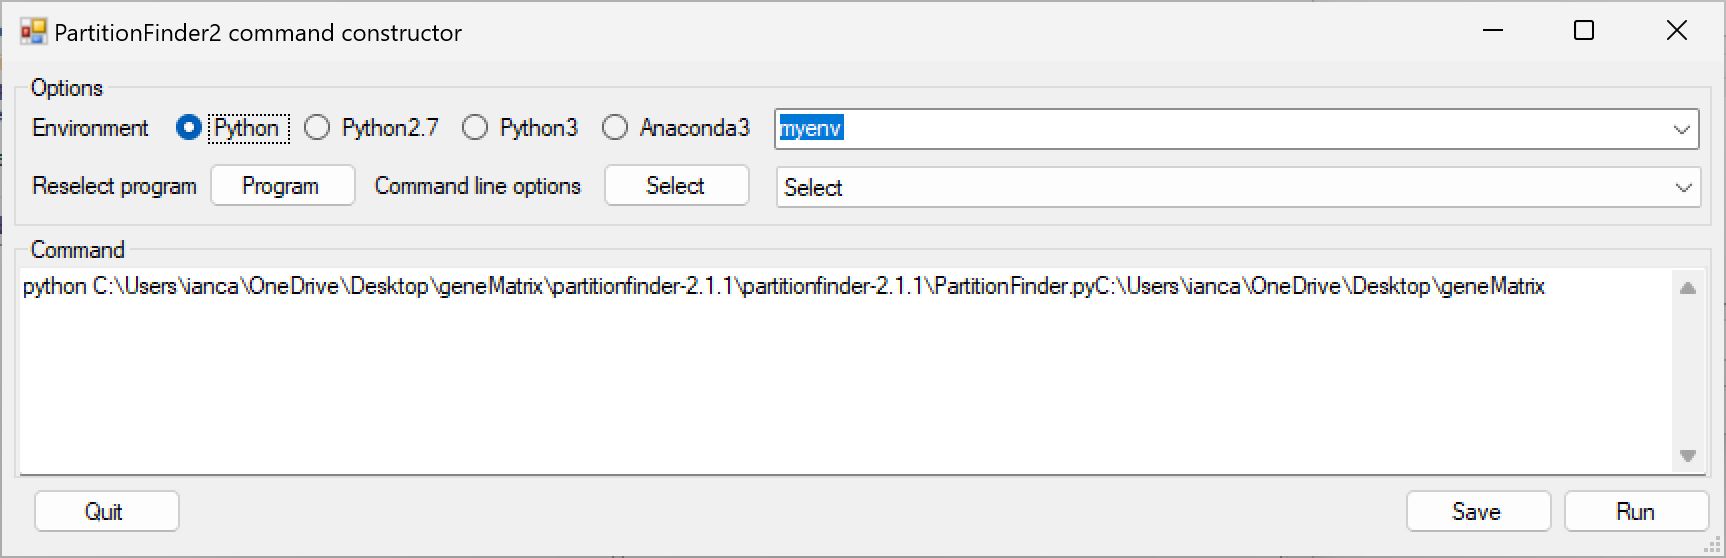 PartitionFinder2 command constructor
Options
Environment Python Python2.7 Python3 Anaconda3 myenv
Reselect program Program Command line options Select Select
Command
python C:\Users\ianca\OneDrive\Desktop\geneMatrix\partitionfinder-2.1.1\partitionfinder-2.1.1\PartitionFinder.pyC:\Users\ianca\OneDrive\Desktop\geneMatrix
Quit Save Run